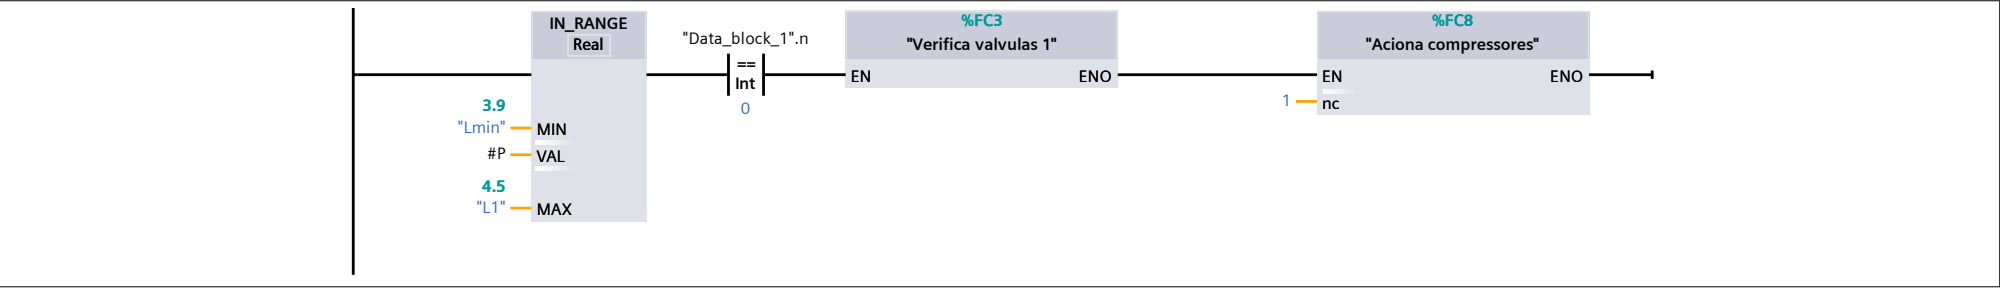 IN_RANGE
Real
3.9
"Lmin"
MIN
#P
VAL
4.5
"L1"
MAX
"Data_block_1".n
==
Int
0
%FC3
"Verifica valvulas 1"
EN
ENO
%FC8
"Aciona compressores"
EN
ENO
1
nc